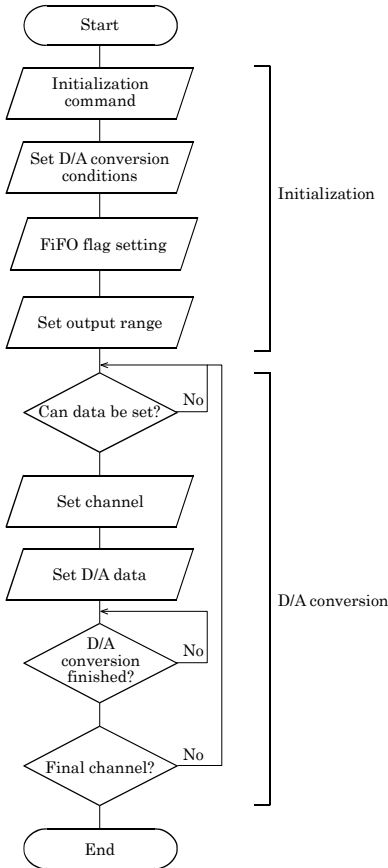 Start
Initialization
command
Set D/A conversion
conditions
Initialization
FiFO flag setting
Set output range
Can data be set?
No
Set channel
Set D/A data
D/A conversion
D/A
conversion
finished?
No
Final channel?
No
End